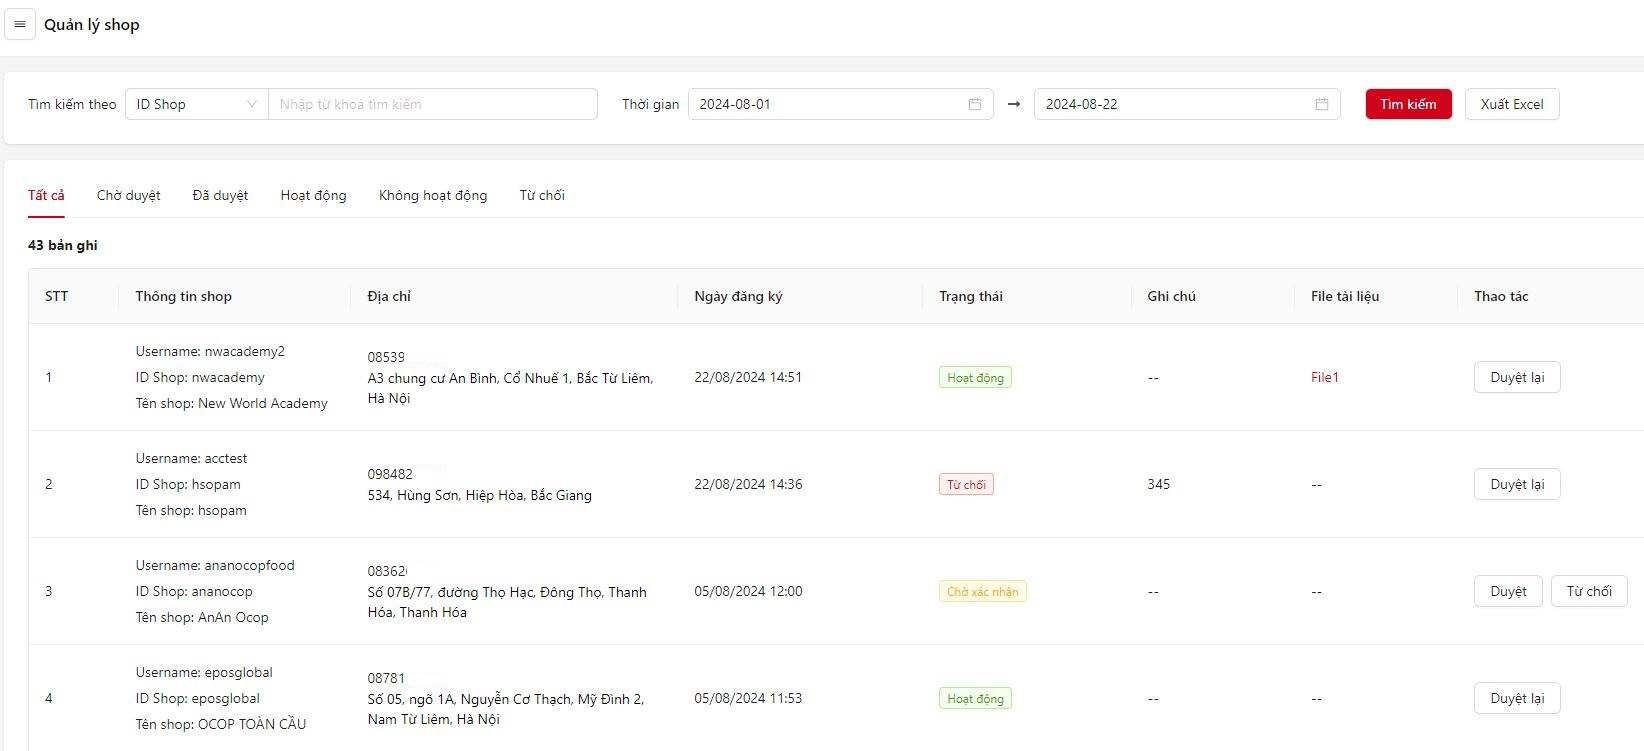 Quản lý shop
Tìm kiếm theo ID Shop Nhập từ khoá tìm kiếm Thời gian 2024-08-01 → 2024-08-22 Tìm kiếm Xuất Excel
Tất cả Chờ duyệt Đã duyệt Hoạt động Không hoạt động Từ chối
43 bản ghi
STT Thông tin shop Địa chỉ Ngày đăng ký Trạng thái Ghi chú File tài liệu Thao tác
Username: nwacademy2
08539
1 ID Shop: nwacademy A3 chung cư An Bình, Cổ Nhuế 1, Bắc Từ Liêm, 22/08/2024 14:51 Hoạt động -- File1 Duyệt lại
Hà Nội
Tên shop: New World Academy
Username: acctest
098482
2 ID Shop: hsopam 534, Hùng Sơn, Hiệp Hòa, Bắc Giang 22/08/2024 14:36 Từ chối 345 -- Duyệt lại
Tên shop: hsopam
Username: ananocopfood
08362
3 ID Shop: ananocop Số 07B/77, đường Thọ Hạc, Đông Thọ, Thanh 05/08/2024 12:00 Chờ xác nhận -- -- Duyệt Từ chối
Hóa, Thanh Hóa
Tên shop: AnAn Ocop
Username: eposglobal
08781
4 ID Shop: eposglobal Số 05, ngõ 1A, Nguyễn Cơ Thạch, Mỹ Đình 2, 05/08/2024 11:53 Hoạt động -- -- Duyệt lại
Nam Từ Liêm, Hà Nội
Tên shop: OCOP TOÀN CẦU